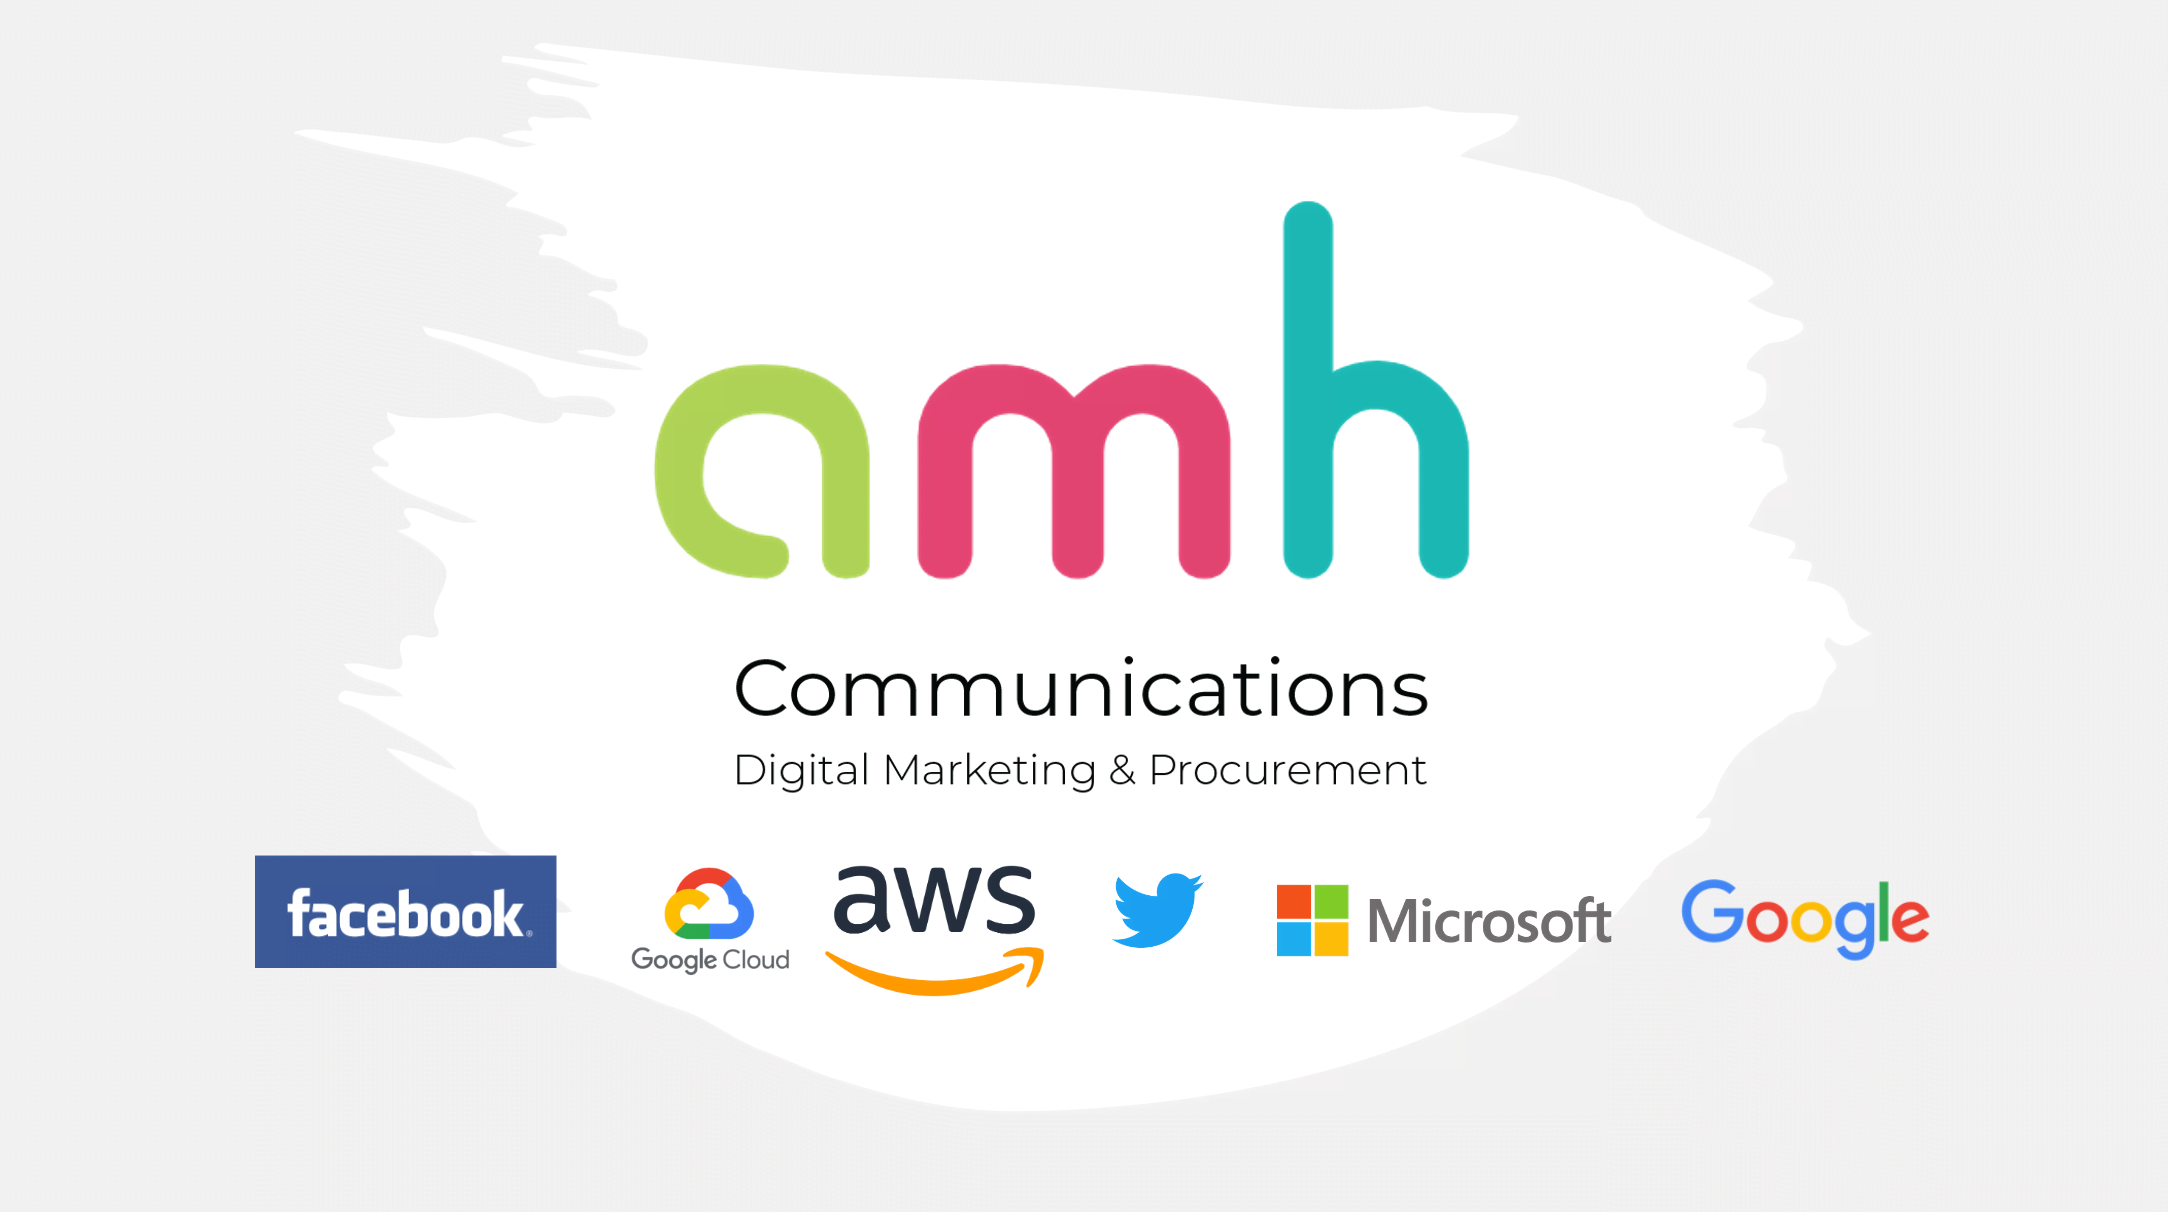 amh
Communications
Digital Marketing & Procurement
facebook®
Google Cloud
aws
Microsoft
Google